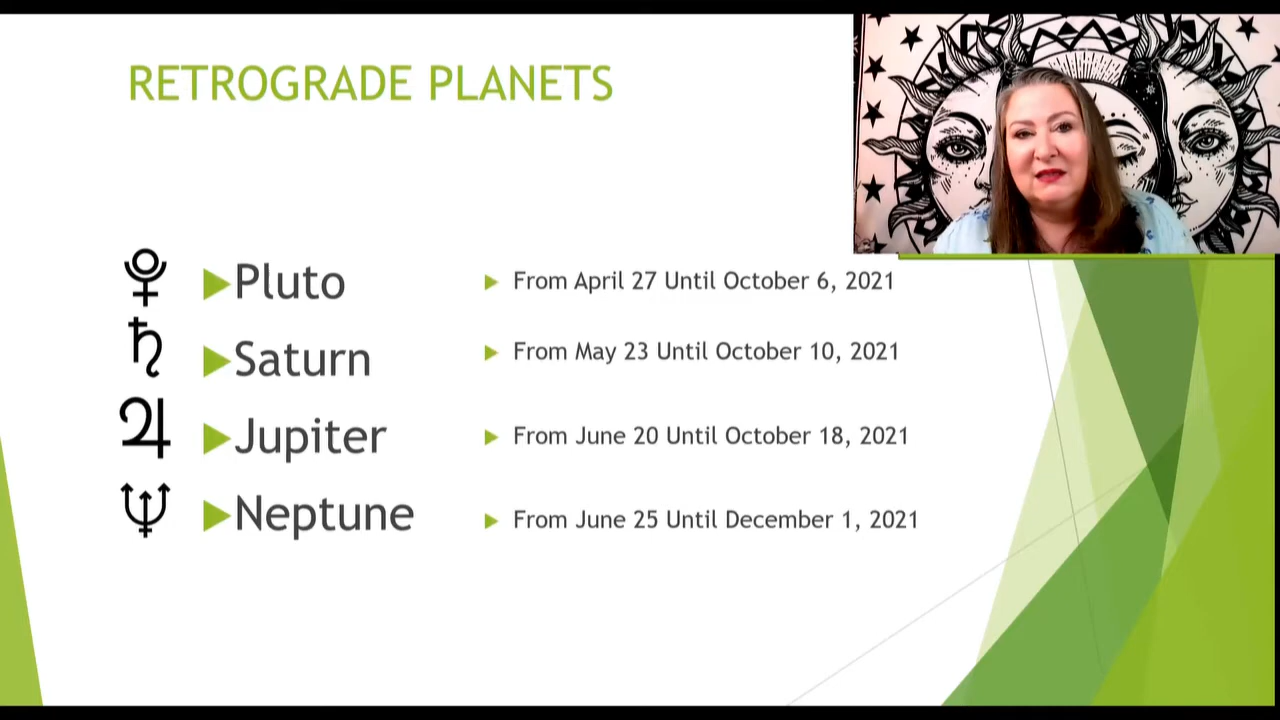 RETROGRADE PLANETS
Pluto
From April 27 Until October 6, 2021
Saturn
From May 23 Until October 10, 2021
Jupiter
From June 20 Until October 18, 2021
Neptune
From June 25 Until December 1, 2021